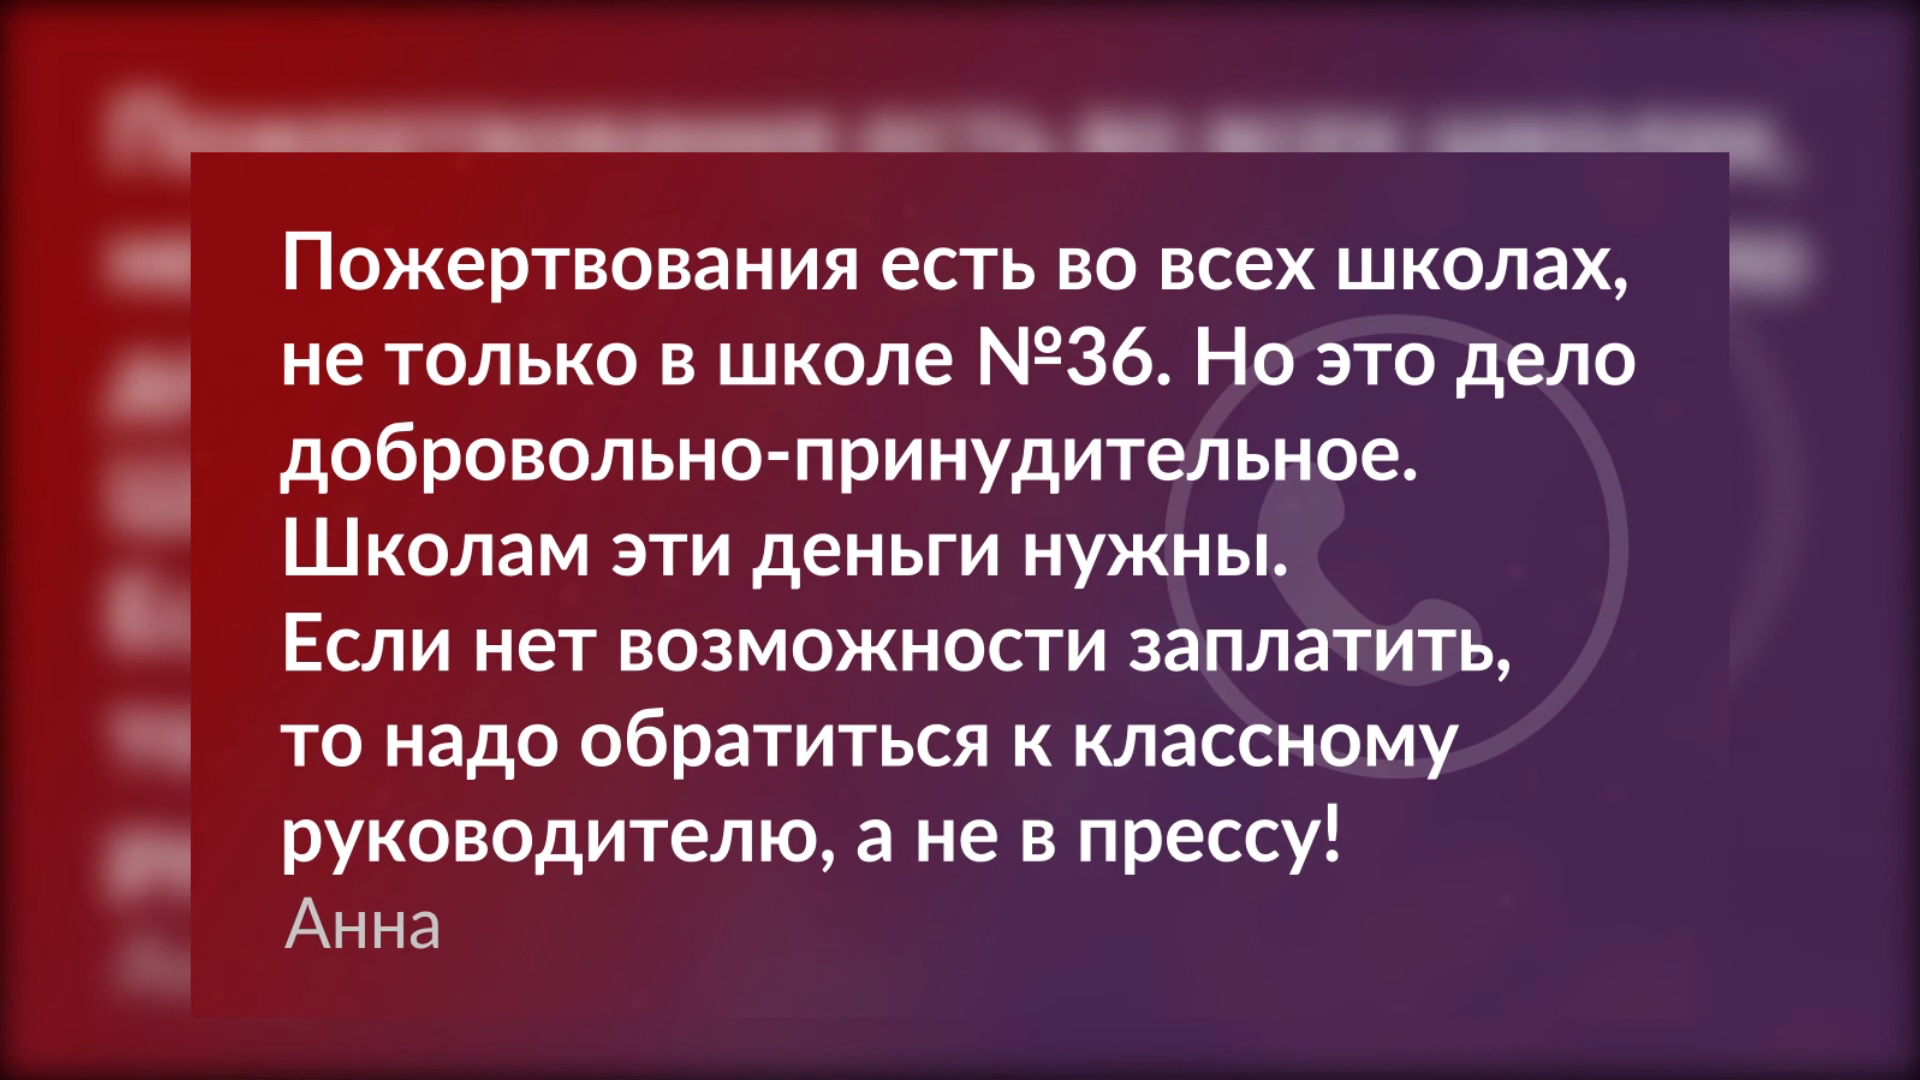 Пожертвования есть во всех школах,
не только в школе №36. Но это дело
добровольно-принудительное.
Школам эти деньги нужны.
Если нет возможности заплатить,
то надо обратиться к классному
руководителю, а не в прессу!
Анна